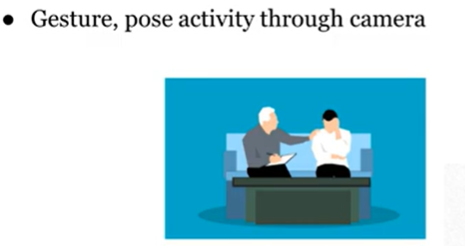 ● Gesture, pose activity through camera